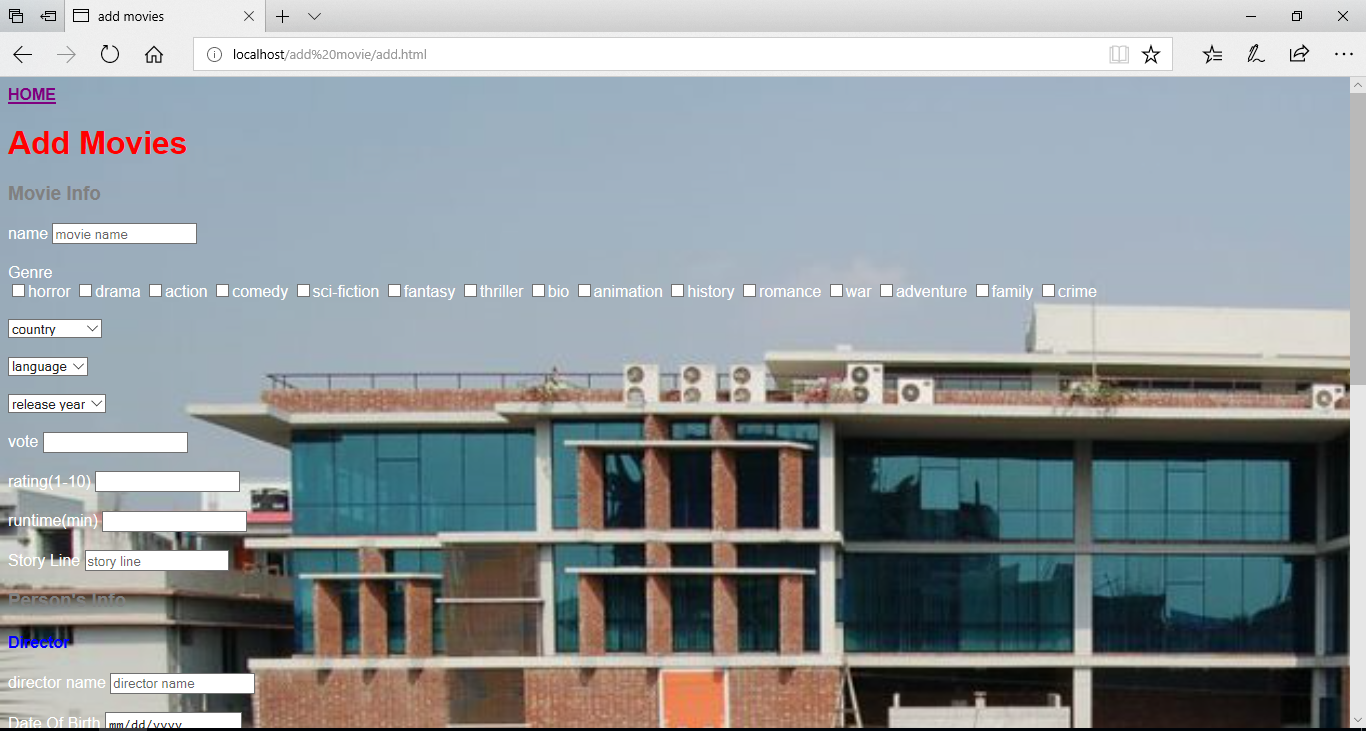 add movies
localhost/add%20movie/add.html
HOME
Add Movies
Movie Info
name movie name
Genre
horror drama action comedy sci-fiction fantasy thriller bio animation history romance war adventure family crime
country
language
release year
vote
rating(1-10)
runtime(min)
Story Line story line
Person's Info
Director
director name director name
Date Of Birth mm/dd/yyyy